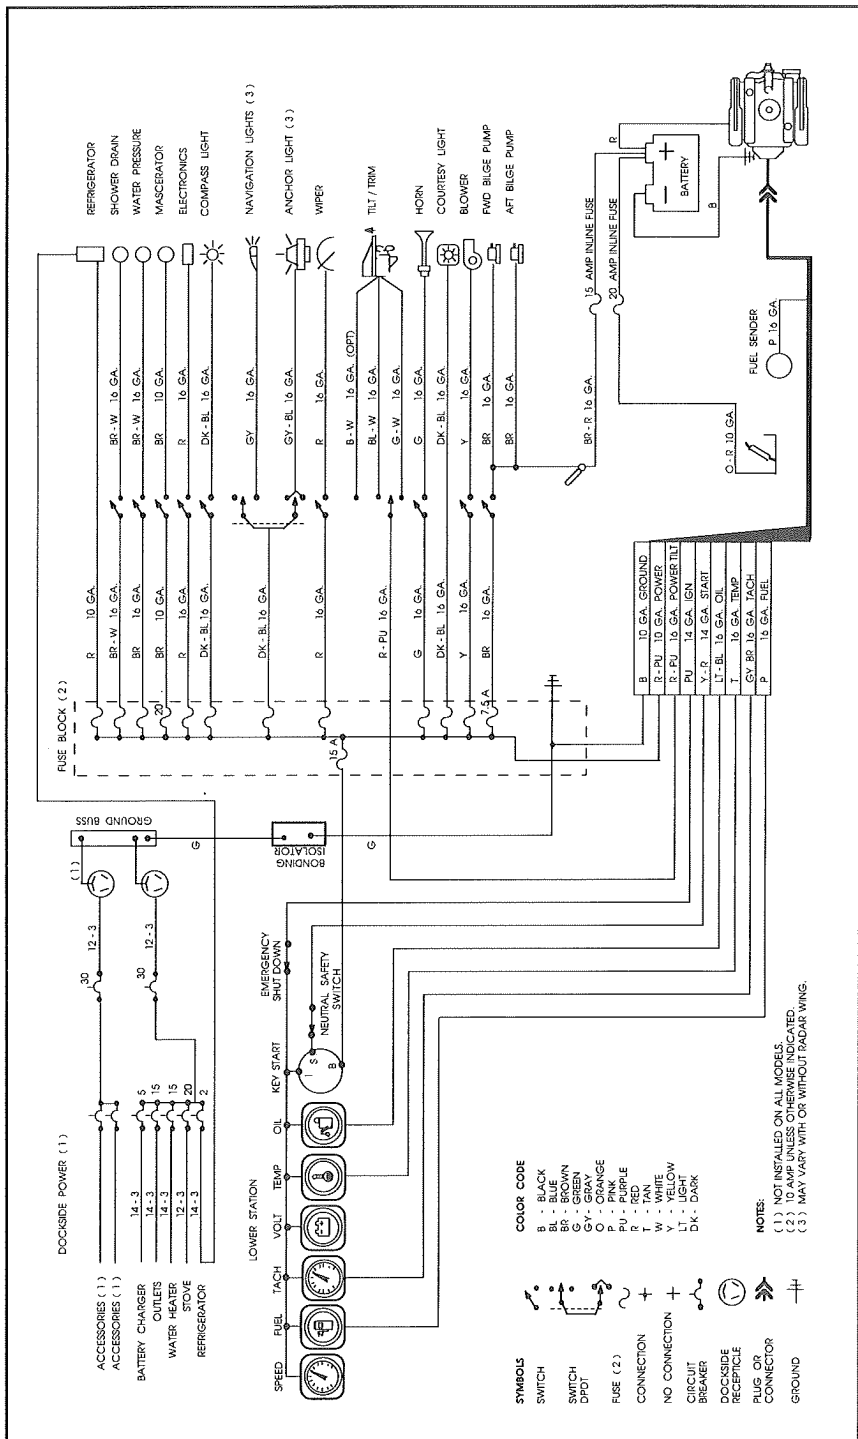 DOCKSIDE POWER (1)
ACCESSORIES (1)
ACCESSORIES (1)
BATTERY CHARGER
OUTLETS
WATER HEATER
STOVE
REFRIGERATOR
14 - 3
14 - 3
14 - 3
12 - 3
14 - 3
5
15
15
20
2
30
30
12 - 3
12 - 3
(1)
GROUND BUSS
G
BONDING
ISOLATOR
G
FUSE BLOCK (2)
20
15 A
7.5 A
R 10 GA.
BR - W 16 GA.
BR 16 GA.
BR 10 GA.
R 16 GA.
DK - BL 16 GA.
DK - BL 16 GA.
R 16 GA.
R - PU 16 GA.
G 16 GA.
DK - BL 16 GA.
Y 16 GA.
BR 16 GA.
BR - W 16 GA.
BR - W 16 GA.
BR 10 GA.
R 16 GA.
DK - BL 16 GA.
GY 16 GA.
GY - BL 16 GA.
R 16 GA.
B - W 16 GA. (OPT)
BL - W 16 GA.
G - W 16 GA.
G 16 GA.
DK - BL 16 GA.
Y 16 GA.
BR 16 GA.
BR 16 GA.
REFRIGERATOR
SHOWER DRAIN
WATER PRESSURE
MASCERATOR
ELECTRONICS
COMPASS LIGHT
NAVIGATION LIGHTS (3)
ANCHOR LIGHT (3)
WIPER
TILT / TRIM
HORN
COURTESY LIGHT
BLOWER
FWD BILGE PUMP
AFT BILGE PUMP
LOWER STATION
SPEED
FUEL
TACH
VOLT
TEMP
OIL
KEY START
I
S
B
EMERGENCY
SHUT DOWN
NEUTRAL SAFETY
SWITCH
BR - R 16 GA.
15 AMP INLINE FUSE
20 AMP INLINE FUSE
O - R 10 GA.
R
B
BATTERY
FUEL SENDER
P 16 GA.
B 10 GA. GROUND
R - PU 10 GA. POWER
R - PU 16 GA. POWER TILT
PU 14 GA. IGN
Y - R 14 GA. START
LT - BL 16 GA. OIL
T 16 GA. TEMP
GY BR 16 GA TACH
P 16 GA. FUEL
SYMBOLS
SWITCH
SWITCH
DPDT
FUSE (2)
CONNECTION
NO CONNECTION
CIRCUIT
BREAKER
DOCKSIDE
RECEPTICLE
PLUG OR
CONNECTOR
GROUND
COLOR CODE
B - BLACK
BL - BLUE
BR - BROWN
G - GREEN
GY - GRAY
O - ORANGE
P - PINK
PU - PURPLE
R - RED
T - TAN
W - WHITE
Y - YELLOW
LT - LIGHT
DK - DARK
NOTES:
(1) NOT INSTALLED ON ALL MODELS.
(2) 10 AMP UNLESS OTHERWISE INDICATED.
(3) MAY VARY WITH OR WITHOUT RADAR WING.